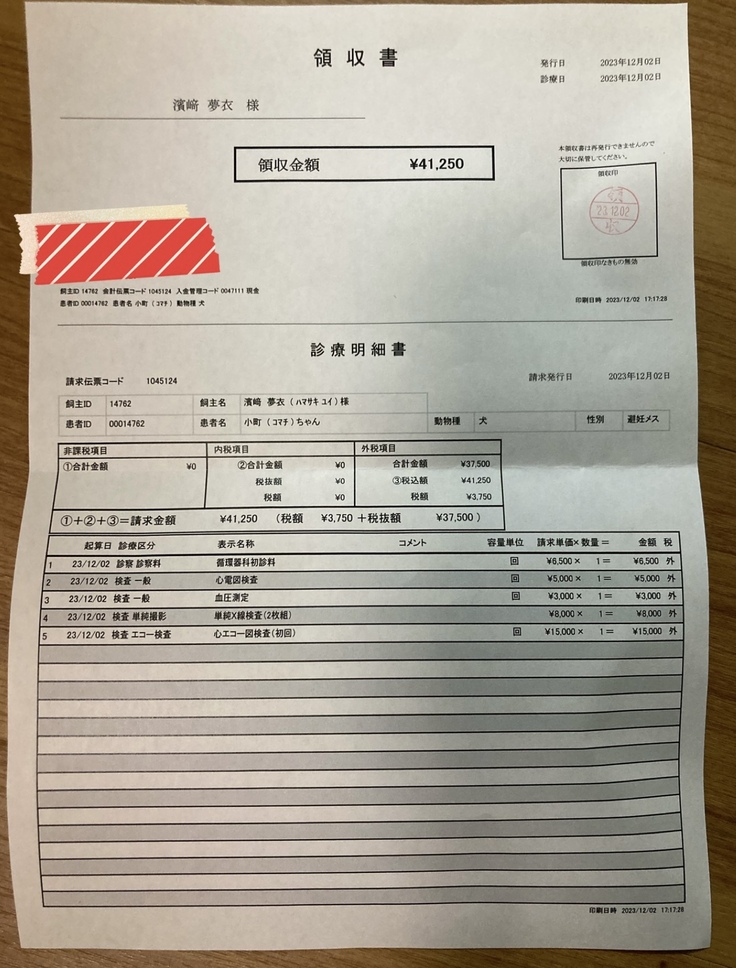 領収書
発行日 2023年12月02日
診療日 2023年12月02日
濱﨑 夢衣 様
領収金額 ¥41,250
本領収書は再発行できませんので
大切に保管してください。
領収印
領
23.12.02
収
領収印なきもの無効
飼主ID 14762 会計伝票コード 1045124 入金管理コード 0047111 現金
患者ID 00014762 患者名 小町 (コマチ) 動物種 犬
印刷日時 2023/12/02 17:17:28
診療明細書
請求伝票コード 1045124
請求発行日 2023年12月02日
飼主ID 14762 飼主名 濱﨑 夢衣 (ハマサキ ユイ) 様
患者ID 00014762 患者名 小町 (コマチ) ちゃん 動物種 犬 性別 避妊メス
非課税項目 内税項目 外税項目
①合計金額 ¥0 ②合計金額 ¥0 合計金額 ¥37,500
税抜額 ¥0 ③税込額 ¥41,250
税額 ¥0 税額 ¥3,750
①+②+③=請求金額 ¥41,250 (税額 ¥3,750 +税抜額 ¥37,500 )
起算日 診療区分 表示名称 コメント 容量単位 請求単価× 数量 = 金額 税
1 23/12/02 診察 診察料 循環器科初診料 回 ¥6,500 × 1 = ¥6,500 外
2 23/12/02 検査 一般 心電図検査 回 ¥5,000 × 1 = ¥5,000 外
3 23/12/02 検査 一般 血圧測定 回 ¥3,000 × 1 = ¥3,000 外
4 23/12/02 検査 単純撮影 単純X線検査(2枚組) ¥8,000 × 1 = ¥8,000 外
5 23/12/02 検査 エコー検査 心エコー図検査(初回) 回 ¥15,000 × 1 = ¥15,000 外
印刷日時 2023/12/02 17:17:28